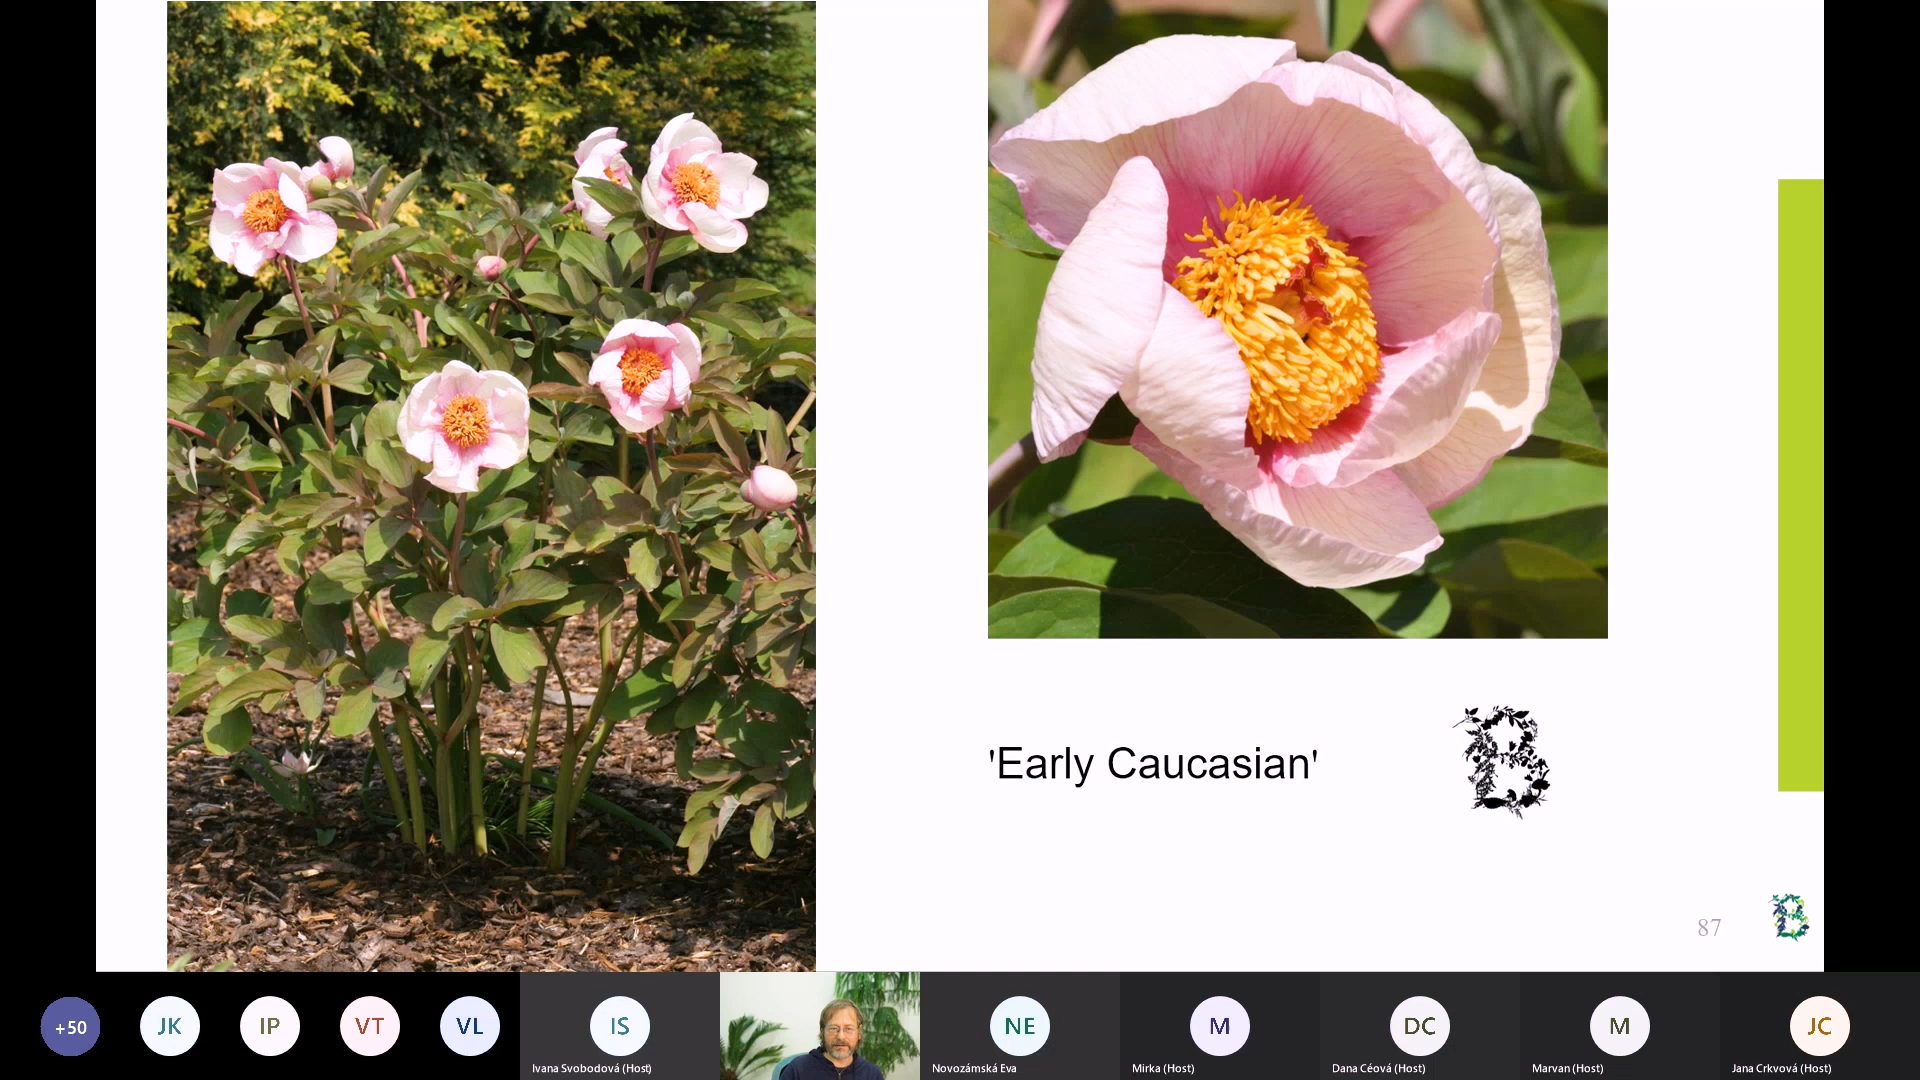 'Early Caucasian'
B
87
B
+50
JK
IP
VT
VL
IS
NE
M
DC
M
JC
Ivana Svobodová (Host)
Novozámská Eva
Mirka (Host)
Dana Céová (Host)
Marvan (Host)
Jana Crkvová (Host)